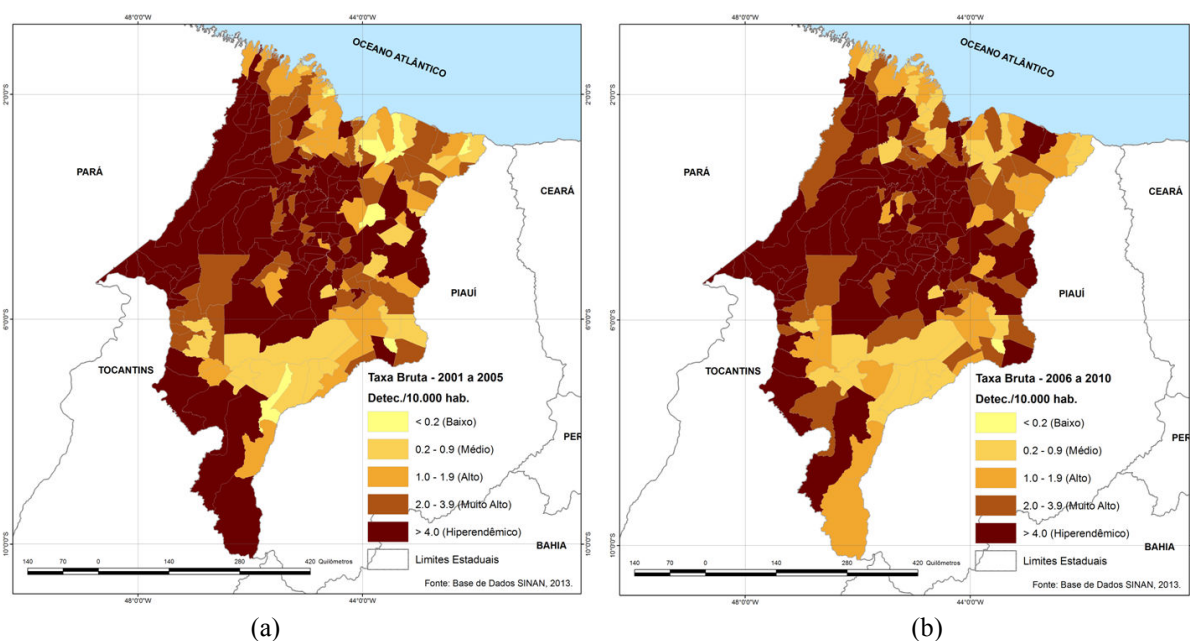 48°0'0"W
44°0'0"W
OCEANO ATLÂNTICO
2°0'0"S
PARÁ
CEARÁ
PIAUÍ
6°0'0"S
TOCANTINS
Taxa Bruta - 2001 a 2005
Detec./10.000 hab.
< 0.2 (Baixo)
0.2 - 0.9 (Médio)
1.0 - 1.9 (Alto)
2.0 - 3.9 (Muito Alto)
> 4.0 (Hiperendêmico)
Limites Estaduais
PER
BAHIA
10°0'0"S
140 70 0 140 280 420 Quilômetros
Fonte: Base de Dados SINAN, 2013.
48°0'0"W
44°0'0"W
(a)
48°0'0"W
44°0'0"W
OCEANO ATLÂNTICO
2°0'0"S
PARÁ
CEARÁ
PIAUÍ
6°0'0"S
TOCANTINS
Taxa Bruta - 2006 a 2010
Detec./10.000 hab.
< 0.2 (Baixo)
0.2 - 0.9 (Médio)
1.0 - 1.9 (Alto)
2.0 - 3.9 (Muito Alto)
> 4.0 (Hiperendêmico)
Limites Estaduais
PER
BAHIA
10°0'0"S
140 70 0 140 280 420 Quilômetros
Fonte: Base de Dados SINAN, 2013.
48°0'0"W
44°0'0"W
(b)